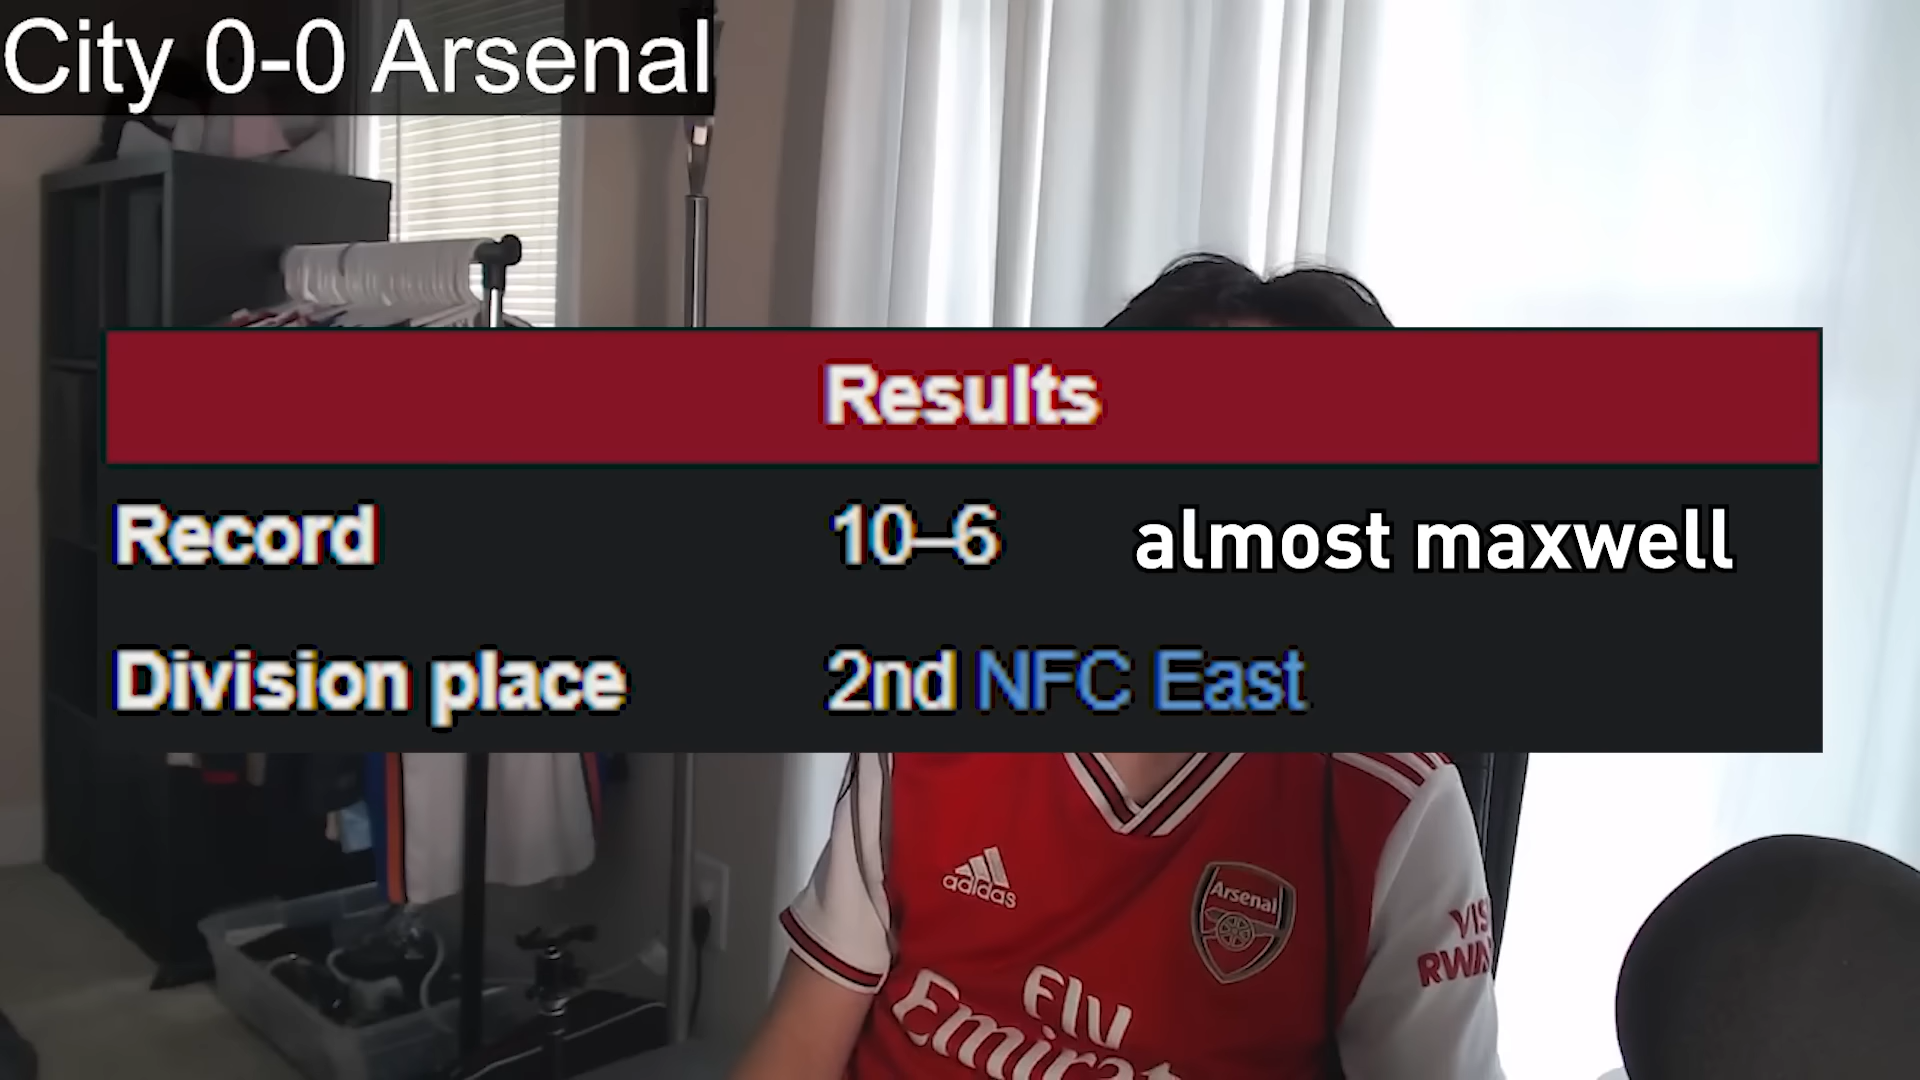 City 0-0 Arsenal
Results
Record 10–6 almost maxwell
Division place 2nd NFC East
adidas
Arsenal
VIS
RWA
Fly
Emirat